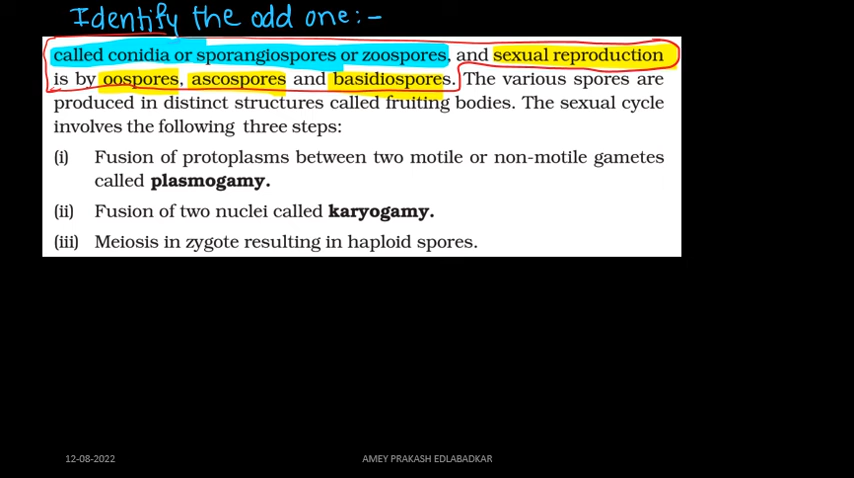 Identify the odd one:-
called conidia or sporangiospores or zoospores, and sexual reproduction
is by oospores, ascospores and basidiospores. The various spores are
produced in distinct structures called fruiting bodies. The sexual cycle
involves the following three steps:
(i) Fusion of protoplasms between two motile or non-motile gametes
called plasmogamy.
(ii) Fusion of two nuclei called karyogamy.
(iii) Meiosis in zygote resulting in haploid spores.
12-08-2022 AMEY PRAKASH EDLABADKAR